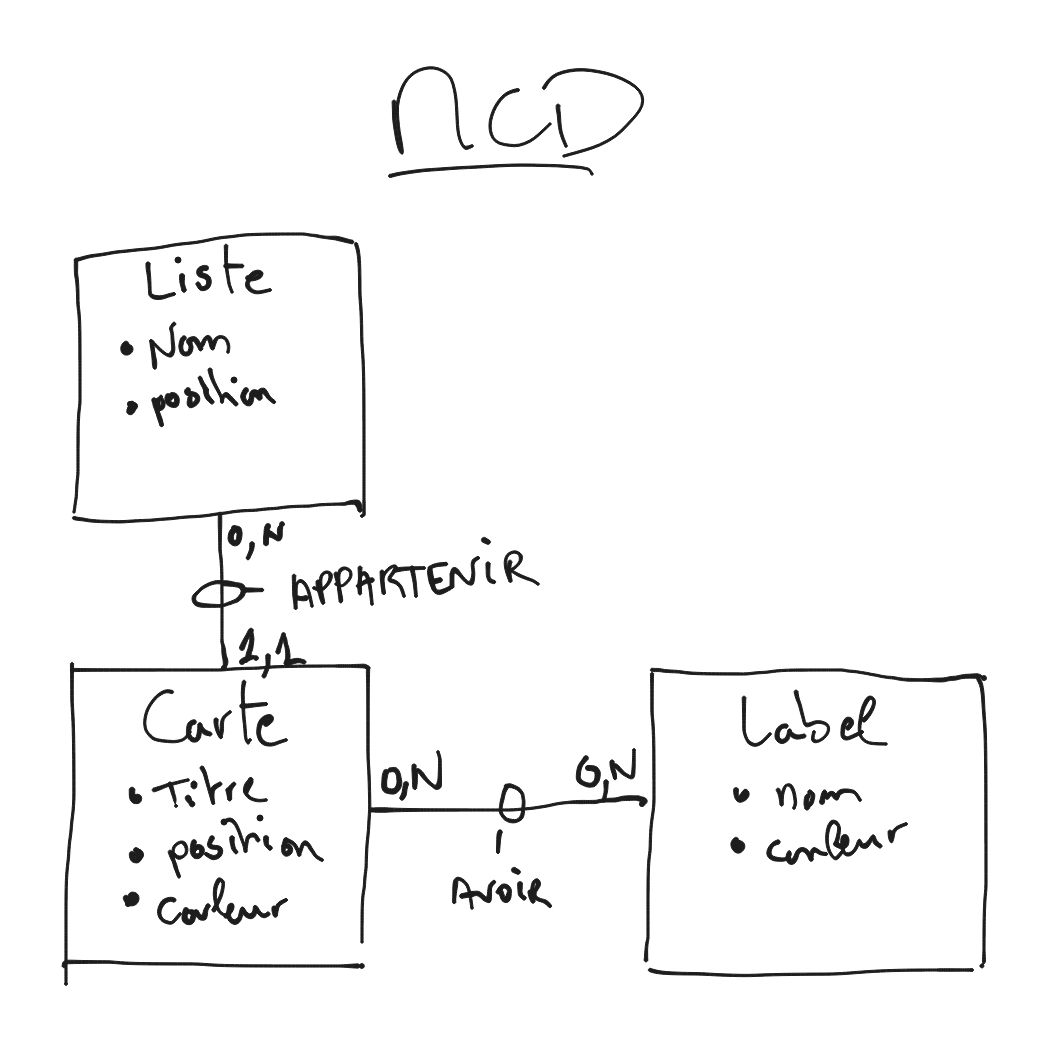 MCD
Liste
• Nom
• position
0,N
APPARTENIR
1,1
Carte
• Titre
• position
• couleur
0,N
0,N
AVOIR
Label
• nom
• couleur